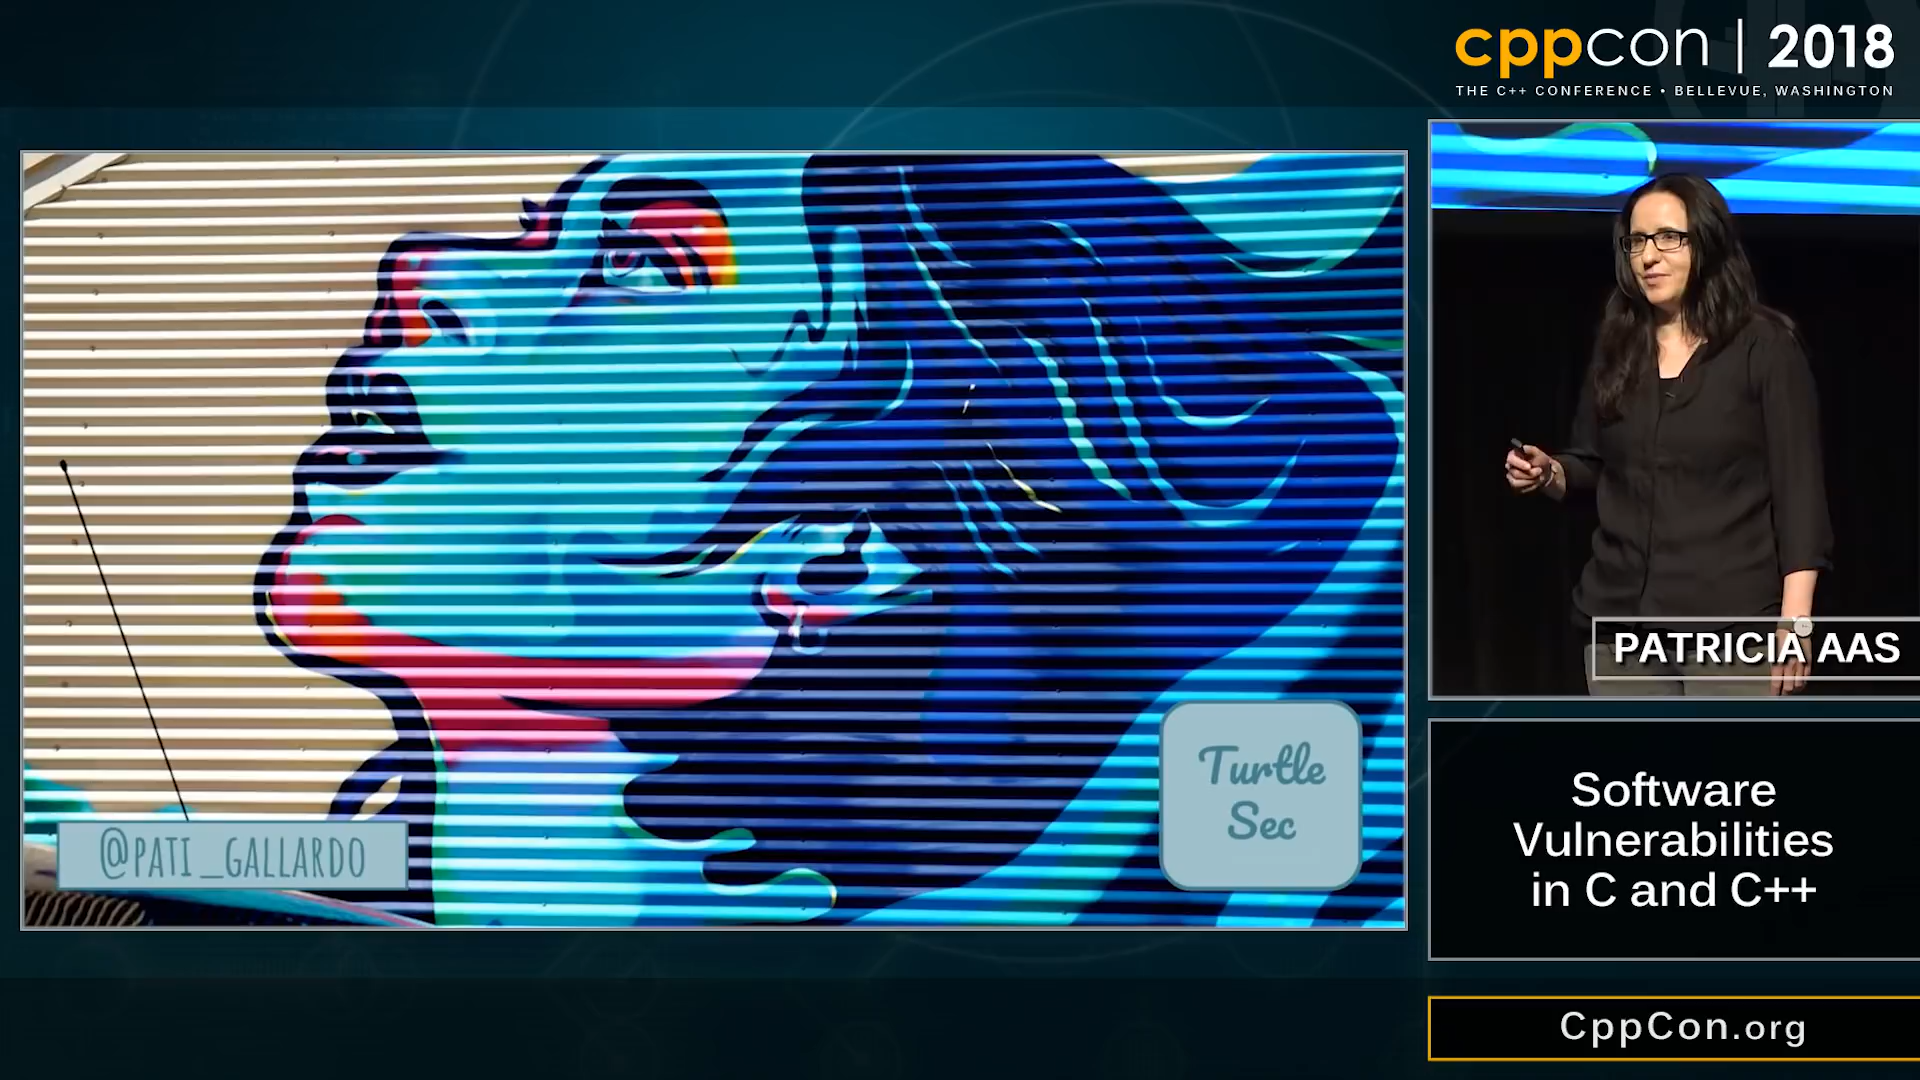 cppcon | 2018
THE C++ CONFERENCE • BELLEVUE, WASHINGTON
@PATI_GALLARDO
Turtle
Sec
PATRICIA AAS
Software
Vulnerabilities
in C and C++
CppCon.org